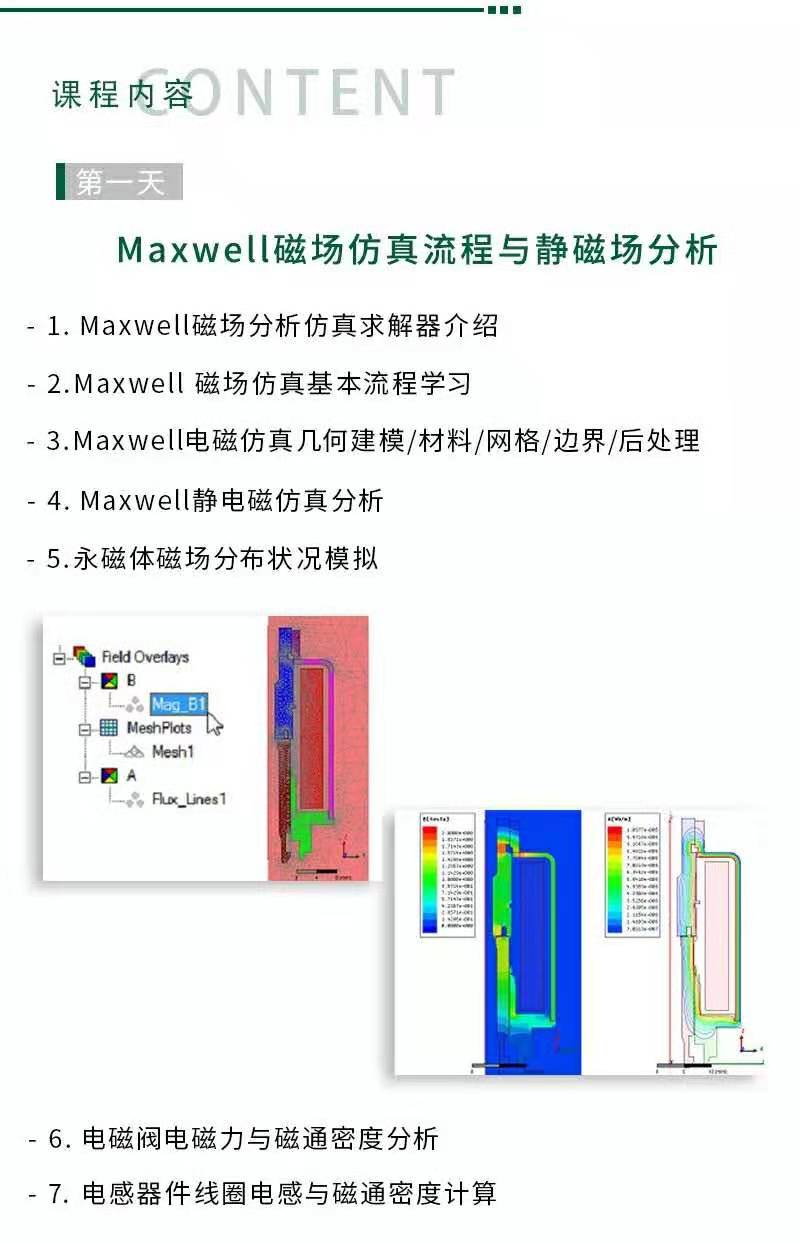 课程内容 CONTENT
第一天
Maxwell磁场仿真流程与静磁场分析
- 1. Maxwell磁场分析仿真求解器介绍
- 2.Maxwell 磁场仿真基本流程学习
- 3.Maxwell电磁仿真几何建模/材料/网格/边界/后处理
- 4. Maxwell静电磁仿真分析
- 5.永磁体磁场分布状况模拟
Field Overlays
B
Mag_B1
MeshPlots
Mesh1
A
Flux_Lines1
- 6. 电磁阀电磁力与磁通密度分析
- 7. 电感器件线圈电感与磁通密度计算